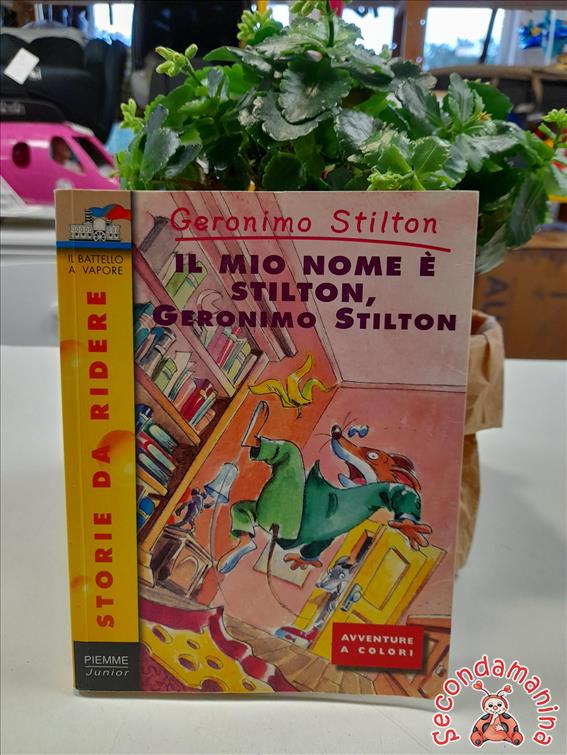 Geronimo Stilton
IL MIO NOME È
STILTON,
GERONIMO STILTON
IL BATTELLO
A VAPORE
STORIE DA RIDERE
AVVENTURE
A COLORI
PIEMME
Junior
secondamanina